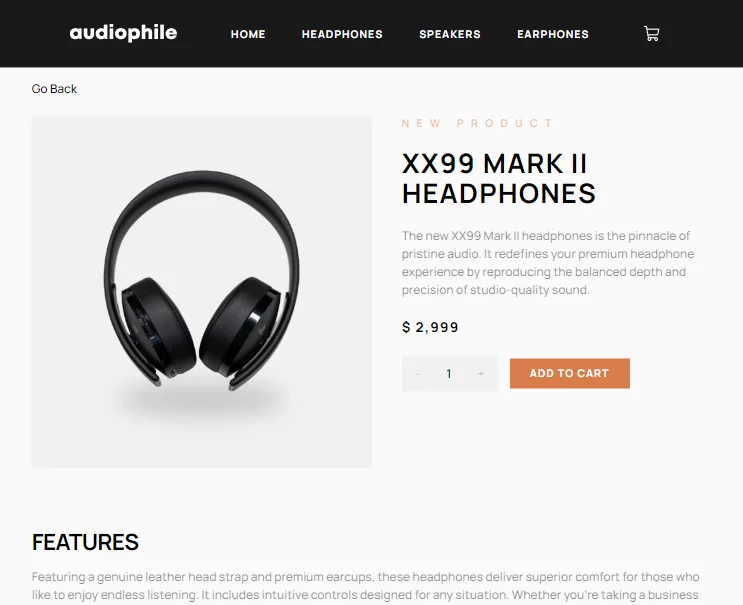 audiophile HOME HEADPHONES SPEAKERS EARPHONES
Go Back
NEW PRODUCT
XX99 MARK II
HEADPHONES
The new XX99 Mark II headphones is the pinnacle of
pristine audio. It redefines your premium headphone
experience by reproducing the balanced depth and
precision of studio-quality sound.
$ 2,999
- 1 + ADD TO CART
FEATURES
Featuring a genuine leather head strap and premium earcups, these headphones deliver superior comfort for those who
like to enjoy endless listening. It includes intuitive controls designed for any situation. Whether you're taking a business